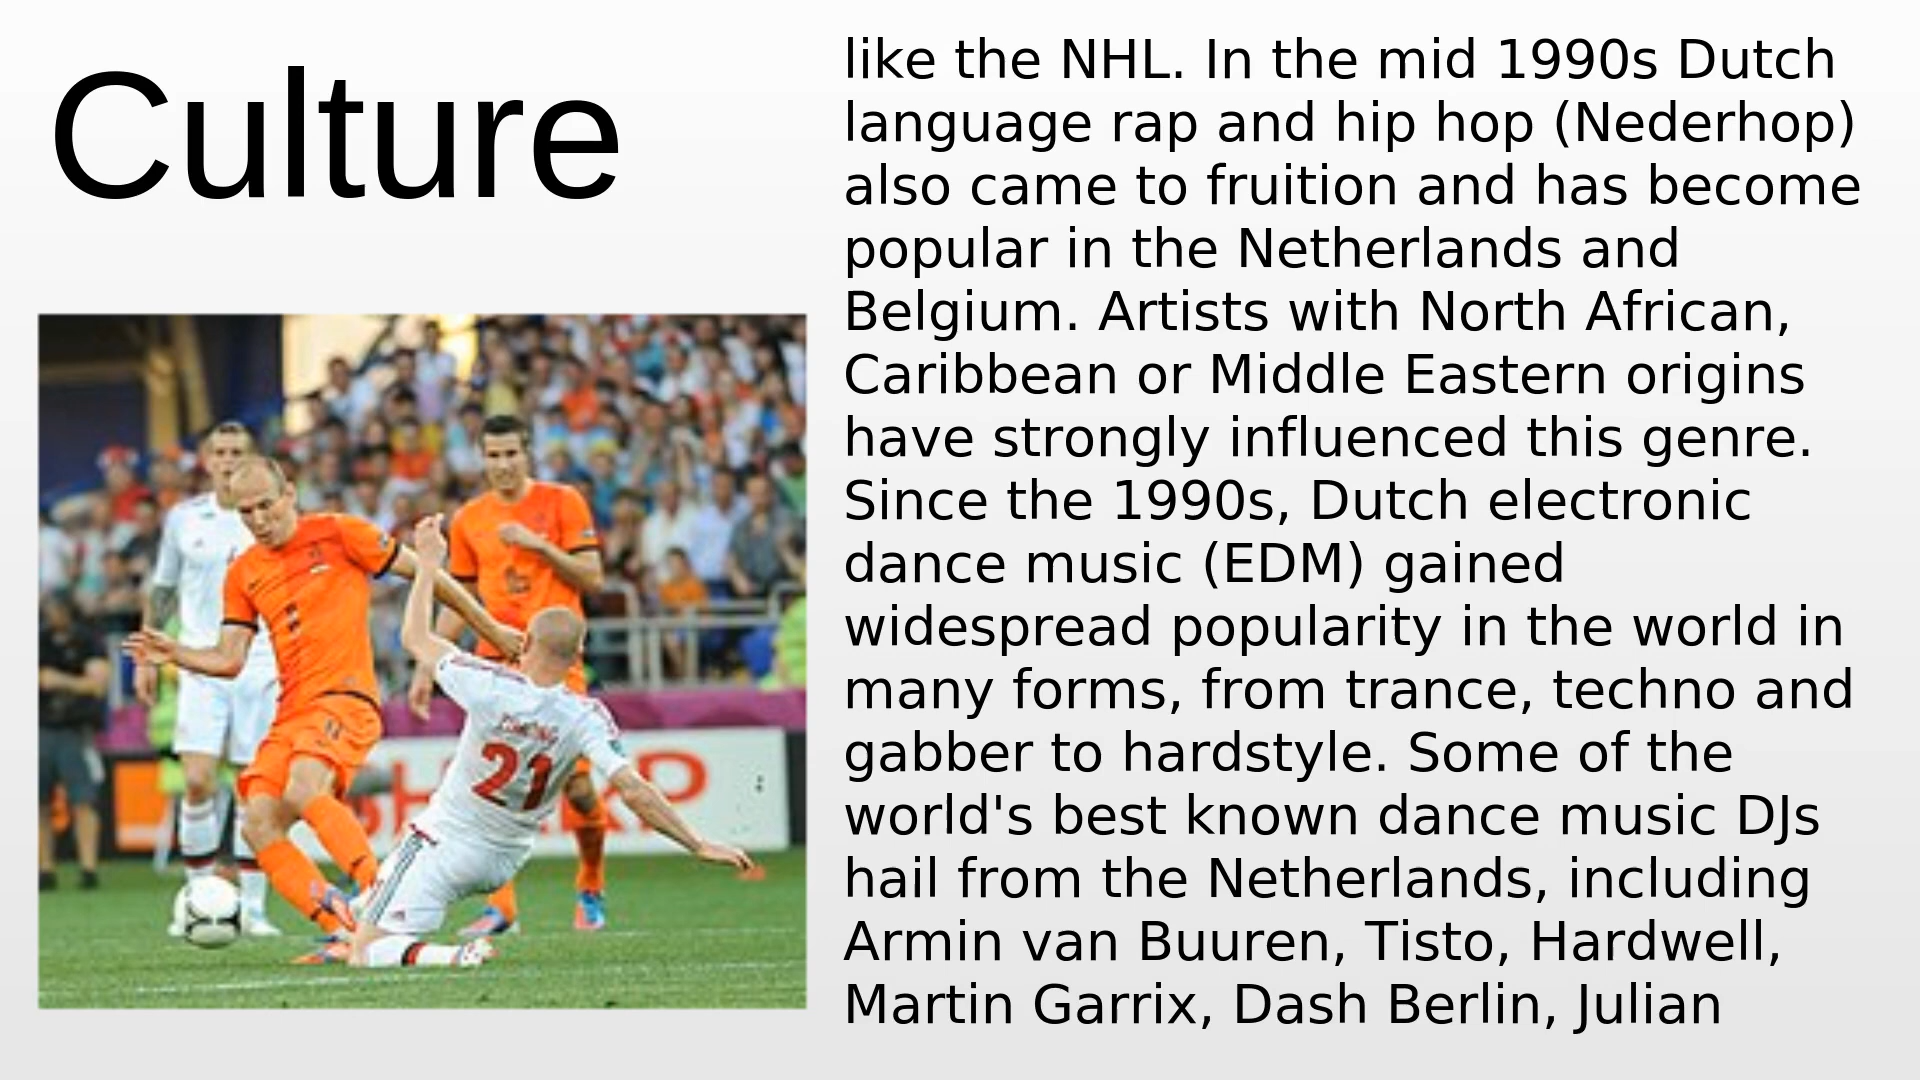 Culture
like the NHL. In the mid 1990s Dutch
language rap and hip hop (Nederhop)
also came to fruition and has become
popular in the Netherlands and
Belgium. Artists with North African,
Caribbean or Middle Eastern origins
have strongly influenced this genre.
Since the 1990s, Dutch electronic
dance music (EDM) gained
widespread popularity in the world in
many forms, from trance, techno and
gabber to hardstyle. Some of the
world's best known dance music DJs
hail from the Netherlands, including
Armin van Buuren, Tisto, Hardwell,
Martin Garrix, Dash Berlin, Julian
21